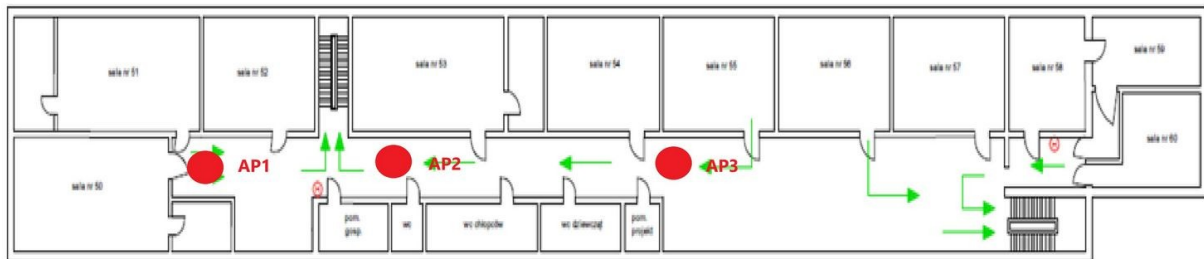 sala nr 51
sala nr 52
sala nr 53
sala nr 54
sala nr 55
sala nr 56
sala nr 57
sala nr 58
sala nr 59
sala nr 60
sala nr 50
AP1
AP2
AP3
H
H
pom.
gosp.
wc
wc chłopców
wc dziewcząt
pom.
projekt